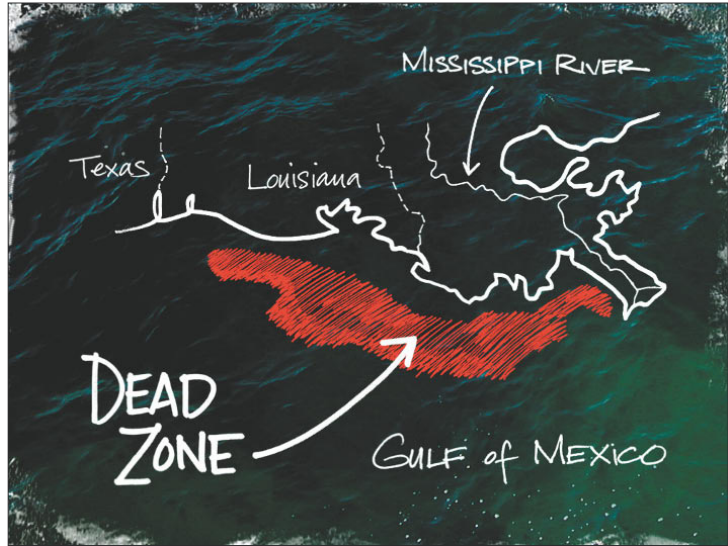 Mississippi River
Texas
Louisiana
Dead
Zone
Gulf of Mexico